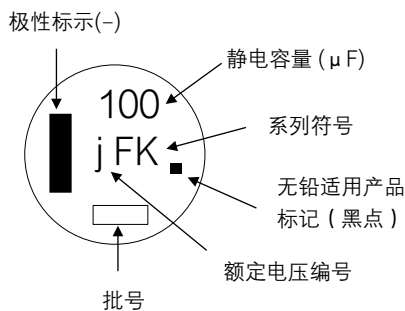 极性标示(−)
静电容量 ( μ F)
100
系列符号
j FK
无铅适用产品
标记 ( 黑点 )
额定电压编号
批号